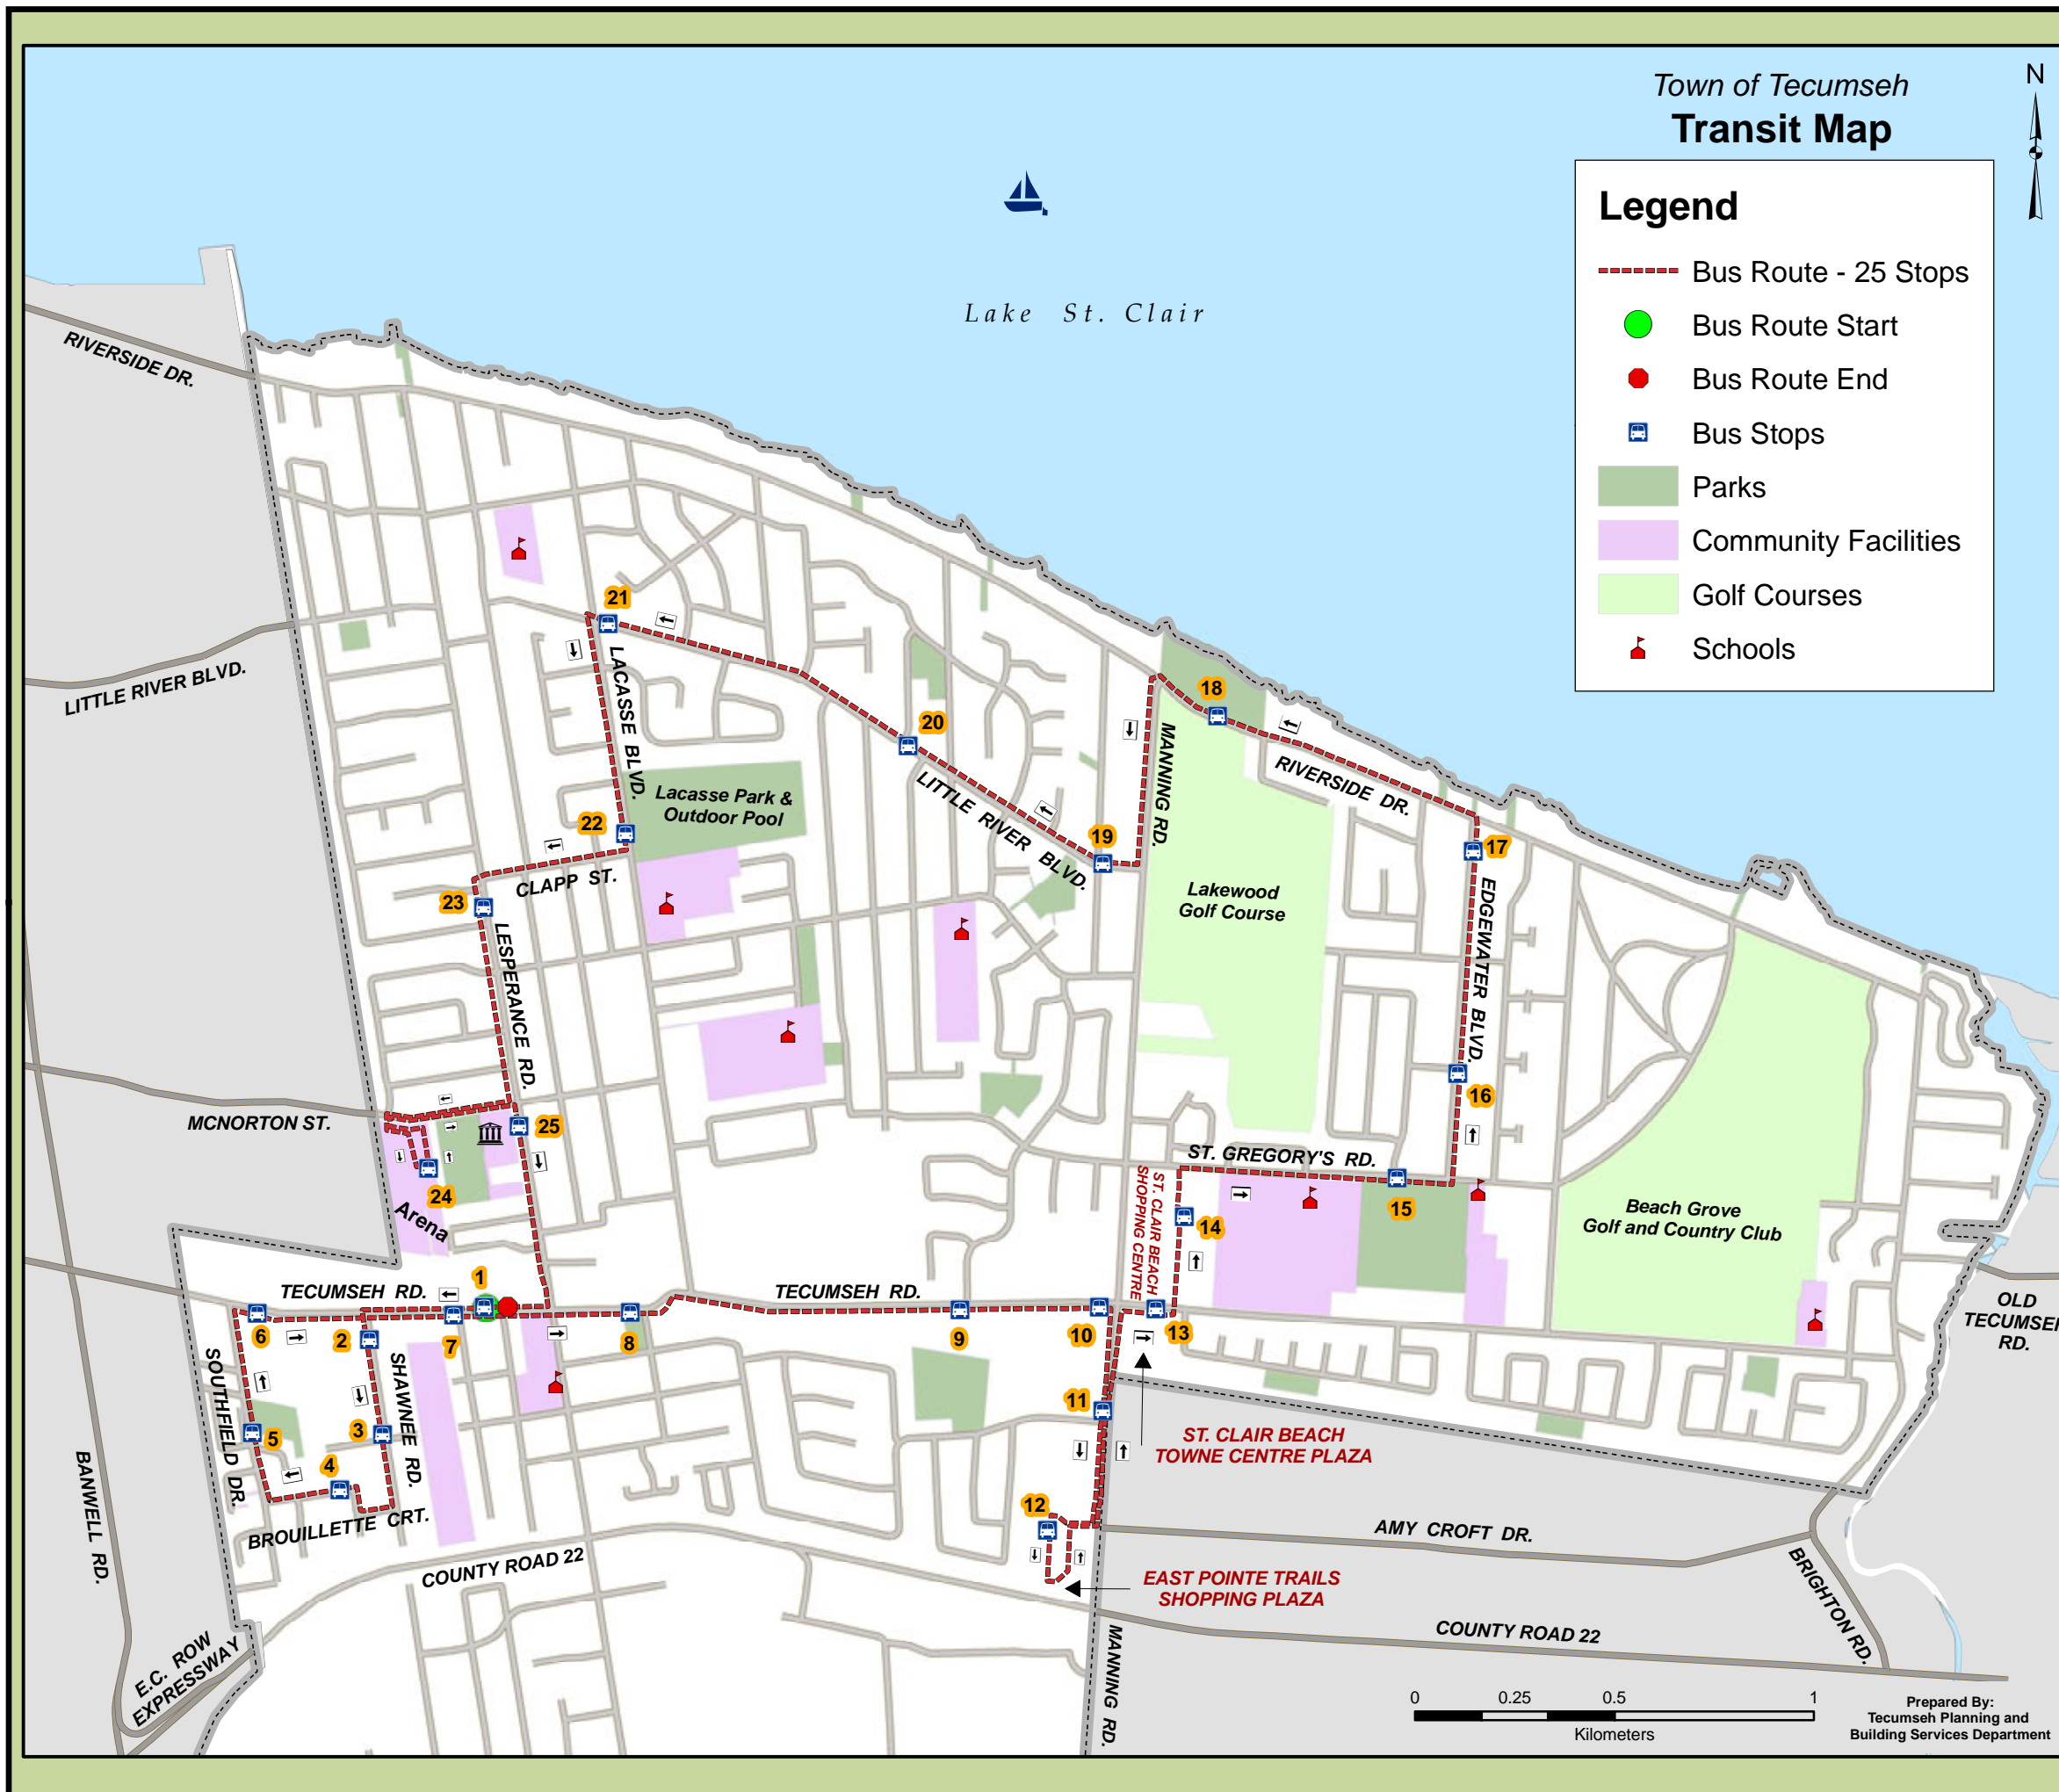 Town of Tecumseh
Transit Map
N
Legend
Bus Route - 25 Stops
Bus Route Start
Bus Route End
Bus Stops
Parks
Community Facilities
Golf Courses
Schools
Lake St. Clair
RIVERSIDE DR.
LITTLE RIVER BLVD.
21
LACASSE BLVD.
20
18
MANNING RD.
RIVERSIDE DR.
Lacasse Park &
Outdoor Pool
LITTLE RIVER BLVD.
22
19
17
CLAPP ST.
23
Lakewood
Golf Course
EDGEWATER BLVD.
LESPERANCE RD.
MCNORTON ST.
25
16
24
Arena
ST. GREGORY'S RD.
ST. CLAIR BEACH
SHOPPING CENTRE
15
14
Beach Grove
Golf and Country Club
TECUMSEH RD.
1
TECUMSEH RD.
6
2
7
8
9
10
13
OLD
TECUMSEH
RD.
SOUTHFIELD DR.
SHAWNEE RD.
11
5
3
4
ST. CLAIR BEACH
TOWNE CENTRE PLAZA
BANWELL RD.
BROUILLETTE CRT.
12
AMY CROFT DR.
COUNTY ROAD 22
EAST POINTE TRAILS
SHOPPING PLAZA
BRIGHTON RD.
COUNTY ROAD 22
E.C. ROW
EXPRESSWAY
MANNING RD.
0 0.25 0.5 1
Kilometers
Prepared By:
Tecumseh Planning and
Building Services Department